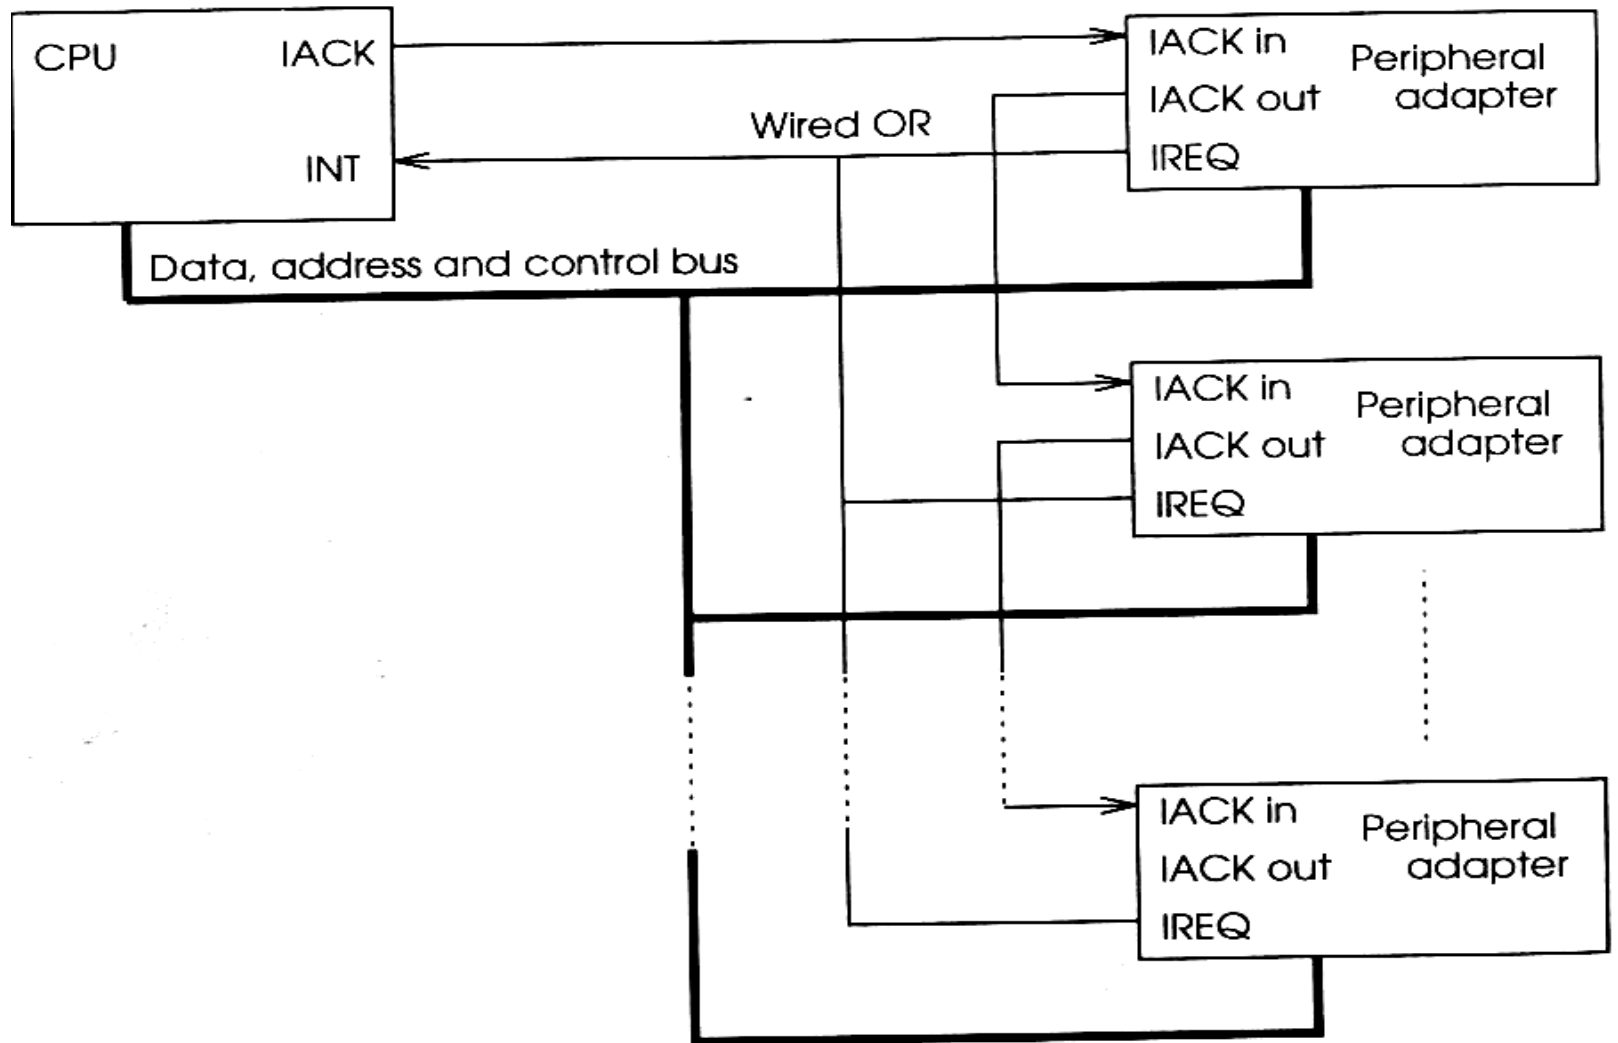 CPU
IACK
INT
Wired OR
Data, address and control bus
IACK in
IACK out
IREQ
Peripheral
adapter
IACK in
IACK out
IREQ
Peripheral
adapter
IACK in
IACK out
IREQ
Peripheral
adapter